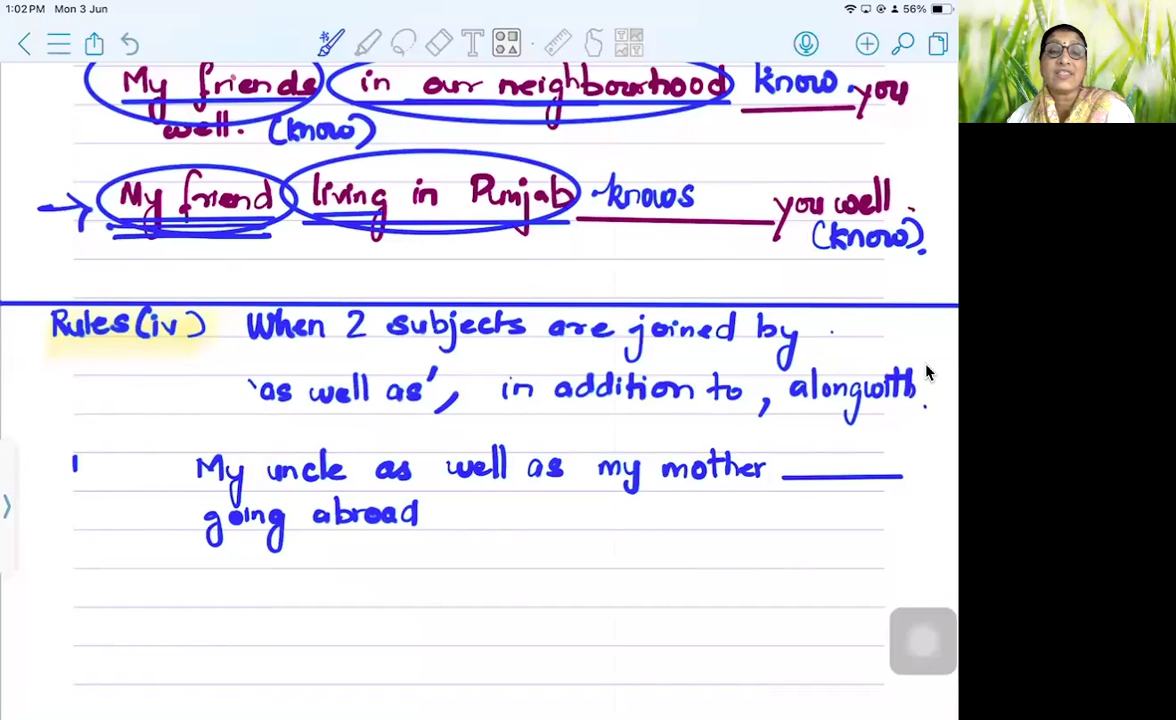 1:02 PM Mon 3 Jun
56%
My friends in our neighbourhood know you
well. (know)
My friend living in Punjab knows you well.
(know).
Rules (iv) When 2 subjects are joined by
'as well as', in addition to, alongwith.
1 My uncle as well as my mother ______
going abroad